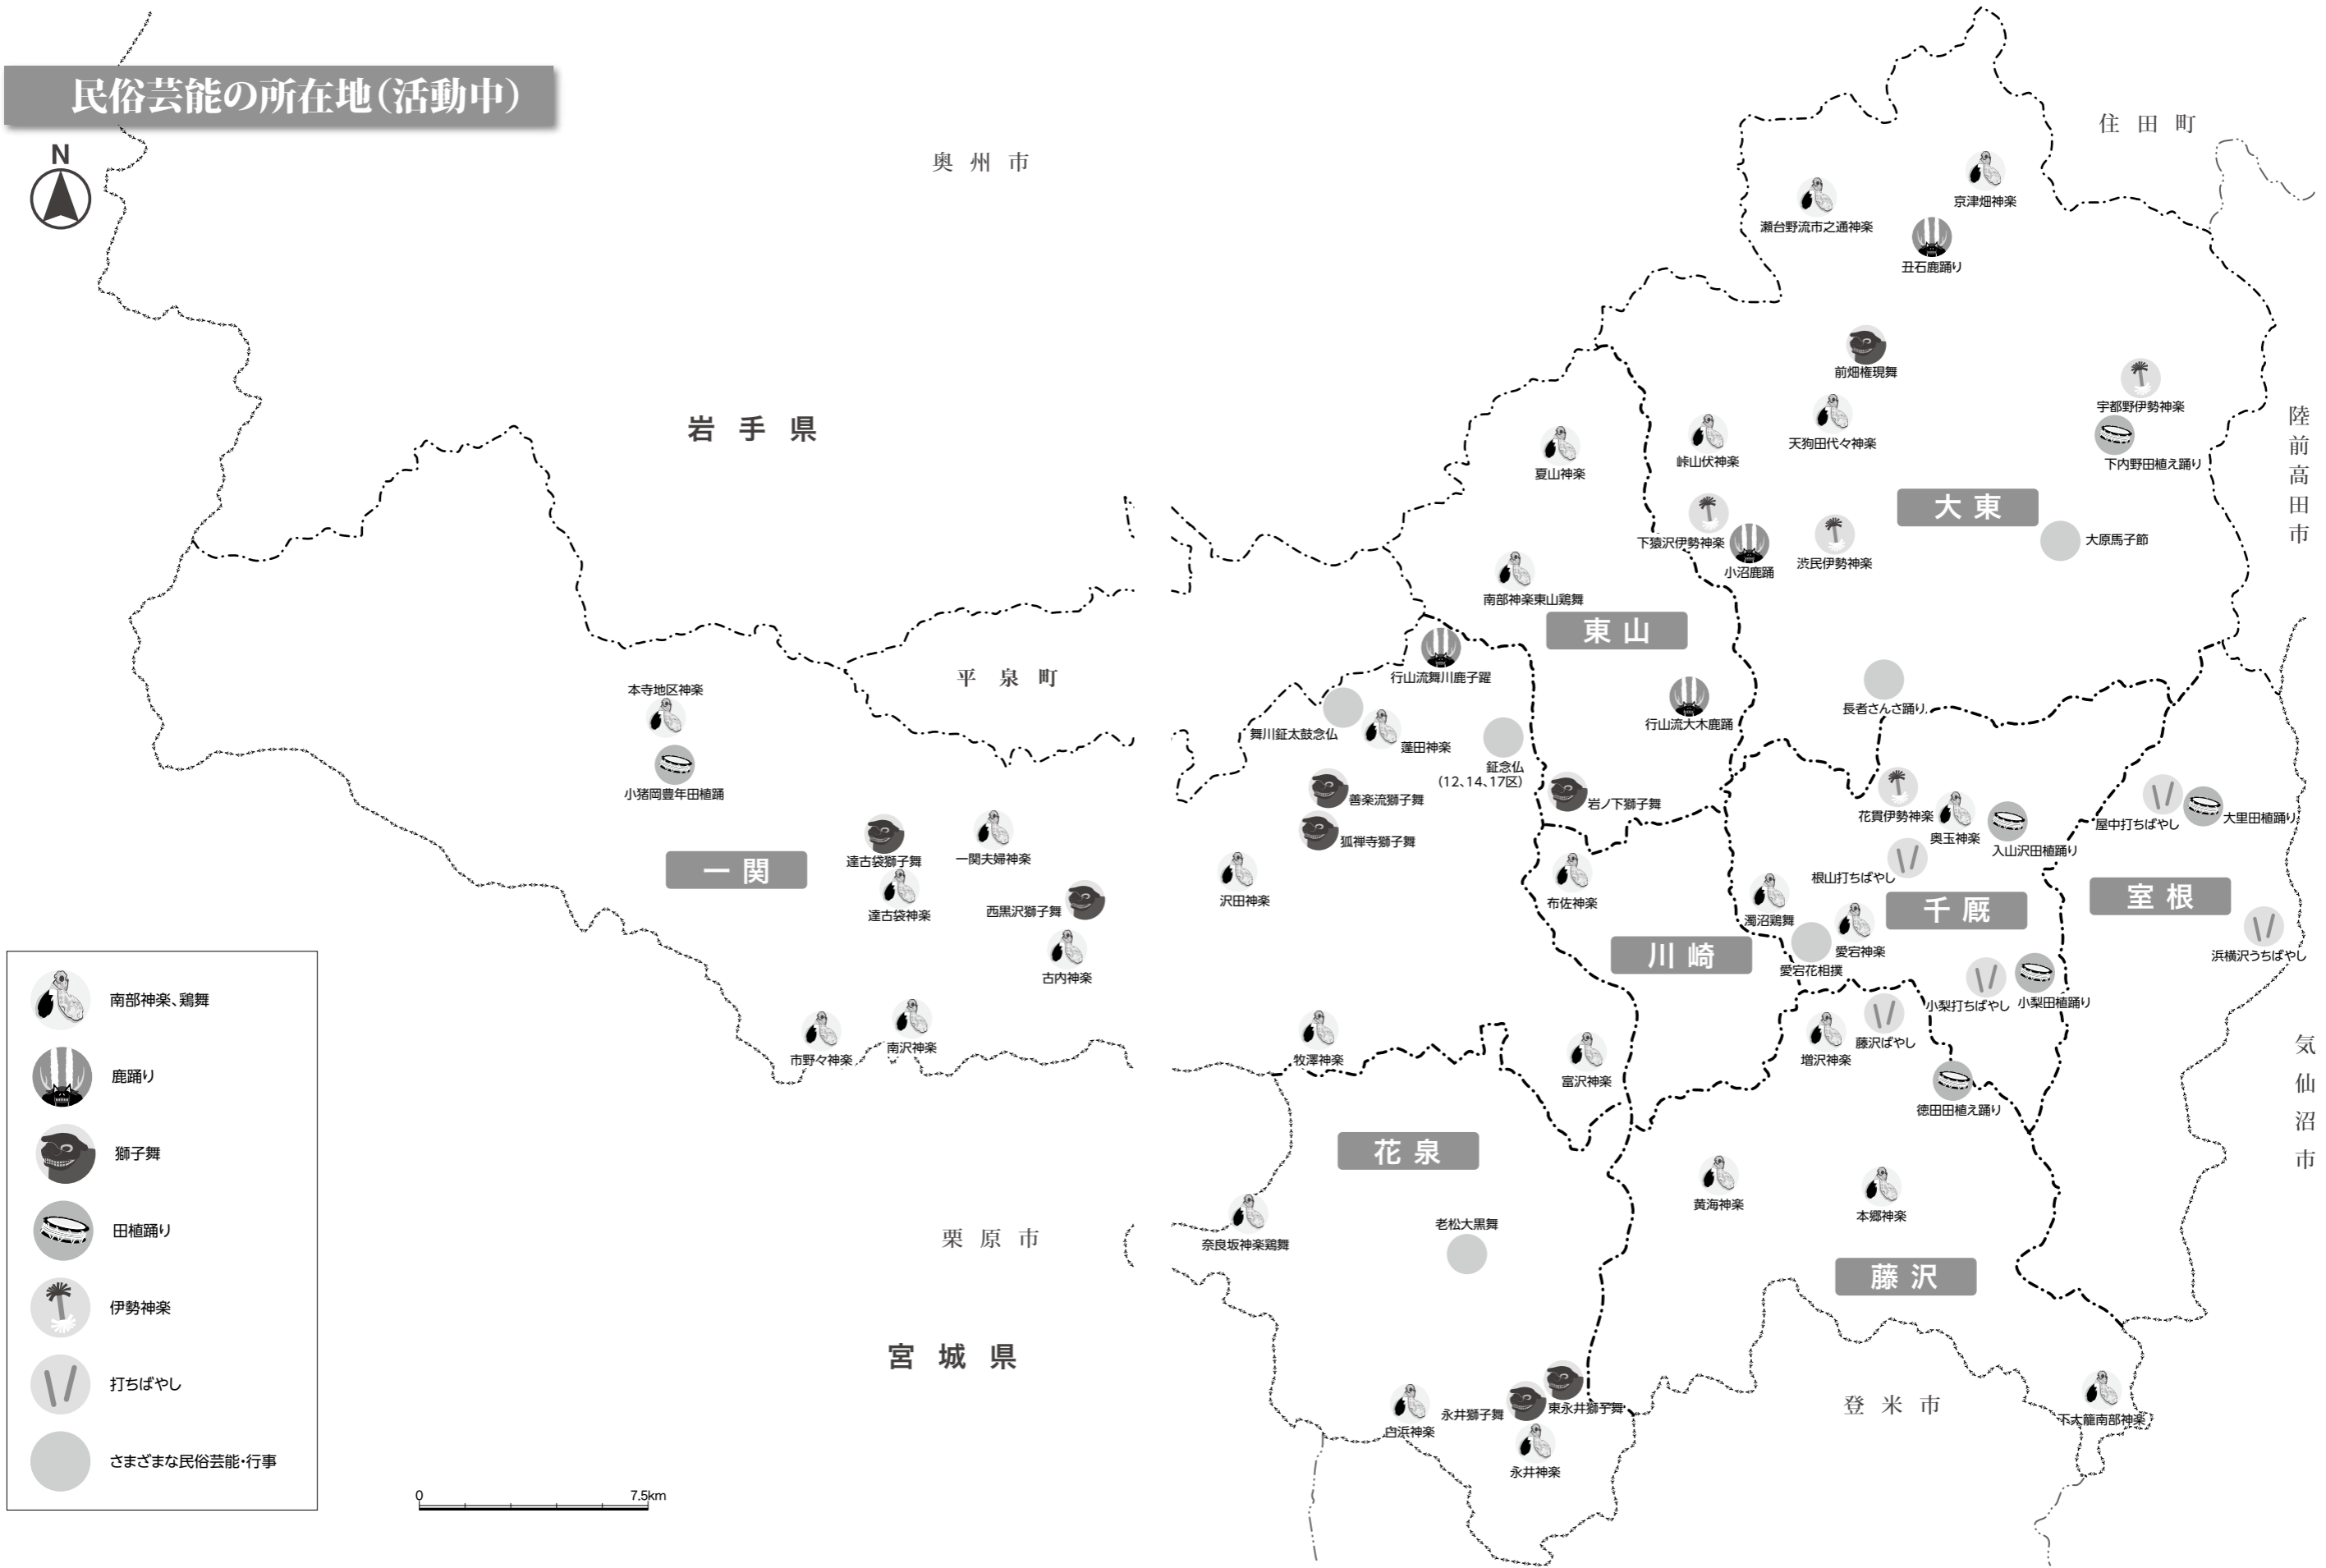 民俗芸能の所在地（活動中）
N
奥州市
住田町
岩手県
陸前高田市
平泉町
気仙沼市
栗原市
宮城県
登米市
京津畑神楽
瀬台野流市之通神楽
丑石鹿踊り
前畑権現舞
宇都野伊勢神楽
天狗田代々神楽
下内野田植え踊り
峠山伏神楽
夏山神楽
大東
下猿沢伊勢神楽
小沼鹿踊
渋民伊勢神楽
大原馬子節
南部神楽東山鶏舞
東山
行山流舞川鹿子躍
行山流大木鹿踊
長者さんさ踊り
本寺地区神楽
小猪岡豊年田植踊
舞川鉦太鼓念仏
蓬田神楽
鉦念仏
（12、14、17区）
善楽流獅子舞
岩ノ下獅子舞
狐禅寺獅子舞
花貫伊勢神楽
奥玉神楽
入山沢田植踊り
屋中打ちばやし
大里田植踊り
達古袋獅子舞
一関夫婦神楽
一関
達古袋神楽
西黒沢獅子舞
沢田神楽
布佐神楽
根山打ちばやし
千厩
室根
濁沼鶏舞
愛宕神楽
愛宕花相撲
川崎
浜横沢うちばやし
古内神楽
小梨打ちばやし
小梨田植踊り
市野々神楽
南沢神楽
牧澤神楽
富沢神楽
増沢神楽
藤沢ばやし
徳田田植え踊り
花泉
黄海神楽
本郷神楽
奈良坂神楽鶏舞
老松大黒舞
藤沢
白浜神楽
永井獅子舞
東永井獅子舞
永井神楽
下大籠南部神楽
南部神楽、鶏舞
鹿踊り
獅子舞
田植踊り
伊勢神楽
打ちばやし
さまざまな民俗芸能・行事
0
7.5km